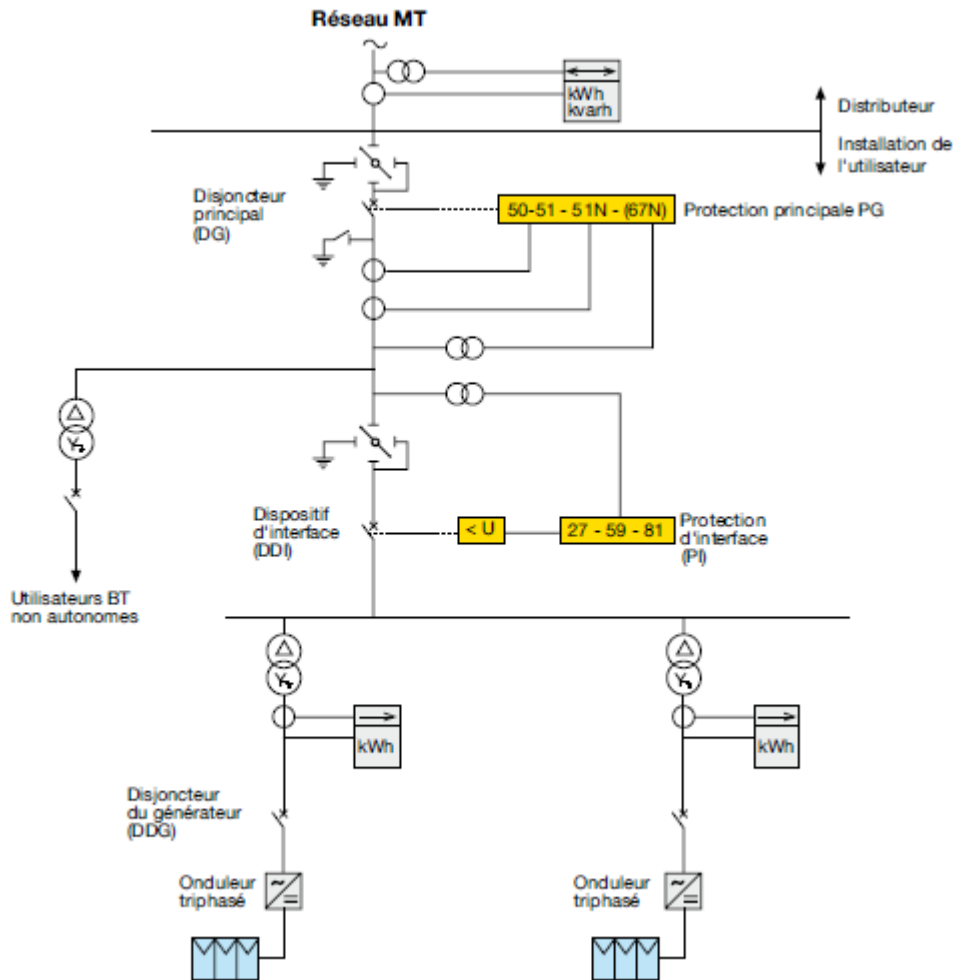 Réseau MT
kWh
kvarh
Distributeur
Installation de
l'utilisateur
Disjoncteur
principal
(DG)
50-51 - 51N - (67N)
Protection principale PG
Dispositif
d'interface
(DDI)
< U
27 - 59 - 81
Protection
d'interface
(PI)
Utilisateurs BT
non autonomes
kWh
kWh
Disjoncteur
du générateur
(DDG)
Onduleur
triphasé
Onduleur
triphasé